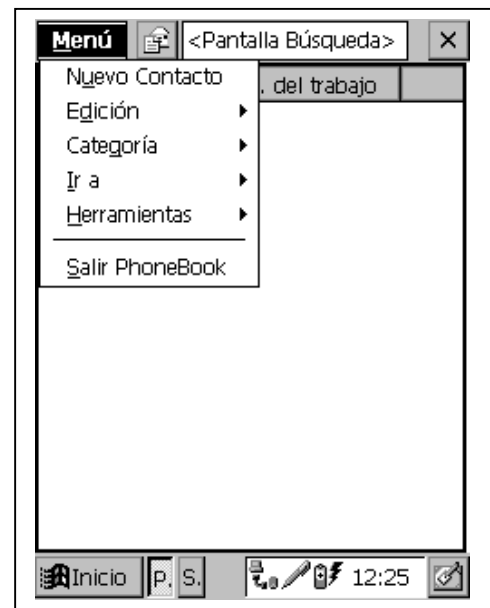 Menú <Pantalla Búsqueda> ×
Nuevo Contacto . del trabajo
Edición
Categoría
Ir a
Herramientas
Salir PhoneBook
Inicio P. S. 12:25